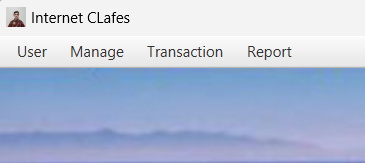 Internet CLafes
User Manage Transaction Report